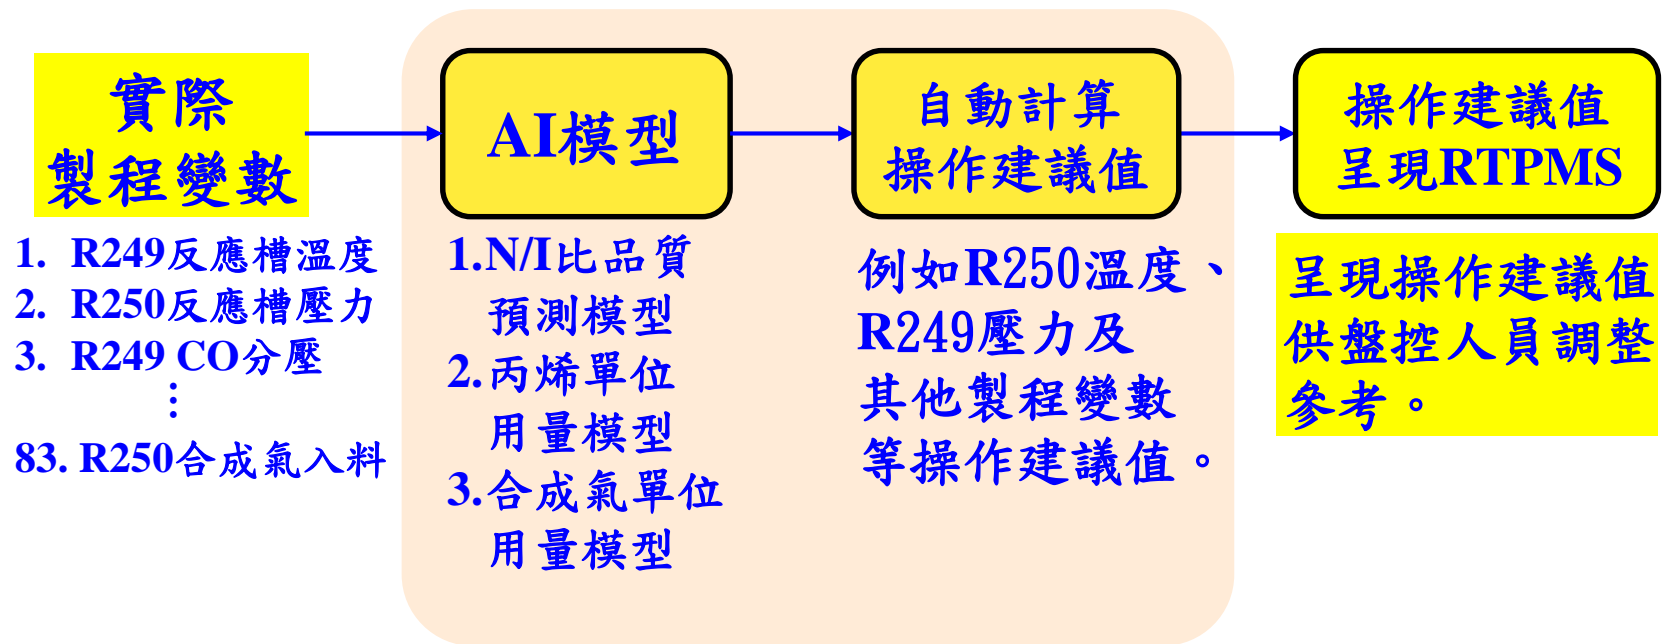 實際
製程變數
1. R249反應槽溫度
2. R250反應槽壓力
3. R249 CO分壓
⋮
83. R250合成氣入料
AI模型
1.N/I比品質
預測模型
2.丙烯單位
用量模型
3.合成氣單位
用量模型
自動計算
操作建議值
例如R250溫度、
R249壓力及
其他製程變數
等操作建議值。
操作建議值
呈現RTPMS
呈現操作建議值
供盤控人員調整
參考。